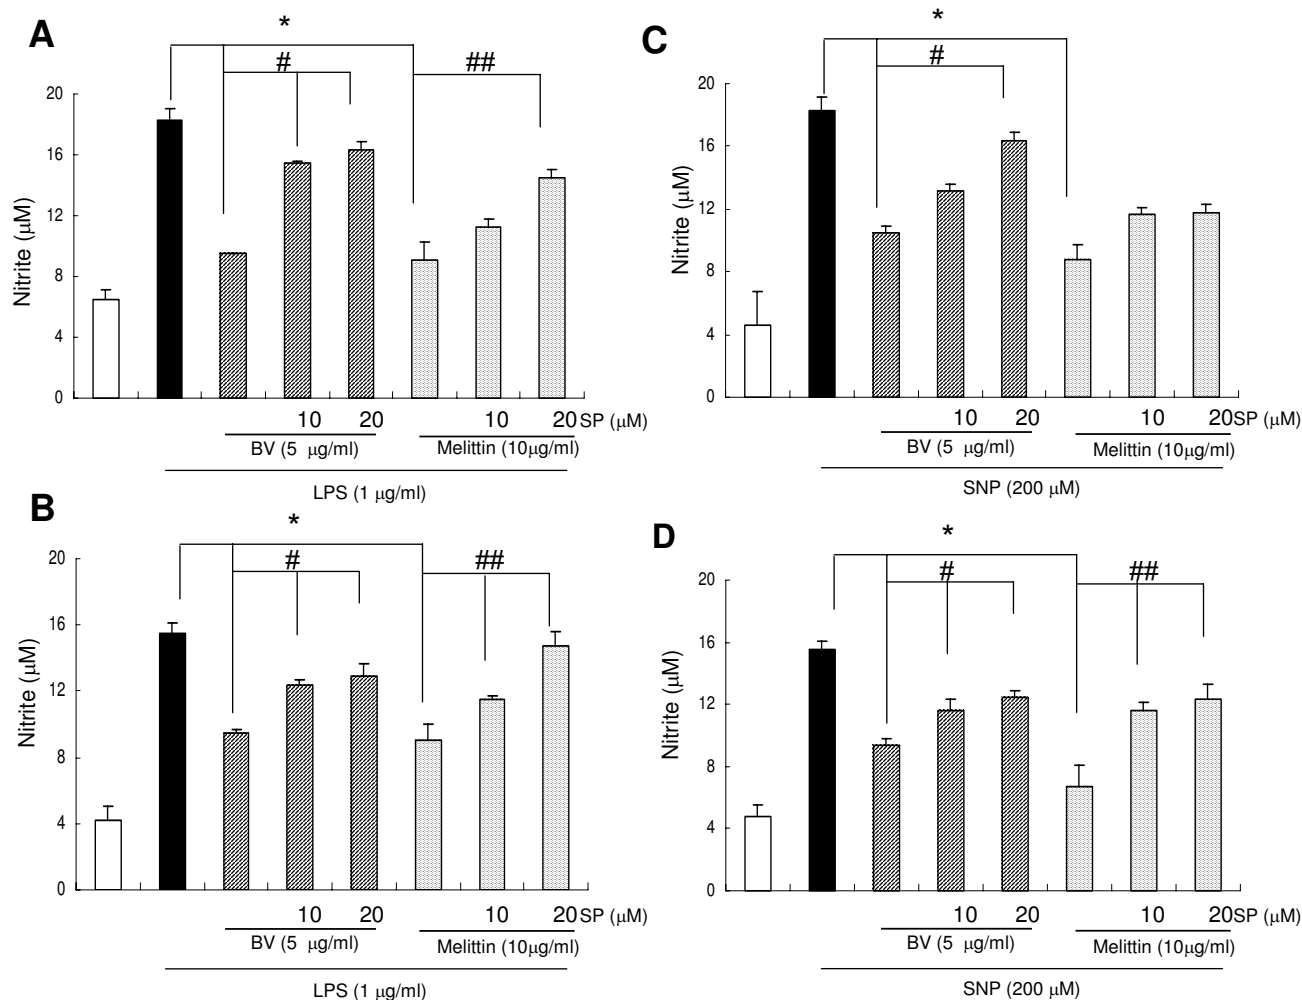 A
*
#
##
20
16
12
8
4
0
Nitrite (μM)
10
20
10
20 SP (μM)
BV (5 μg/ml)
Melittin (10μg/ml)
LPS (1 μg/ml)
B
*
#
##
20
16
12
8
4
0
Nitrite (μM)
10
20
10
20 SP (μM)
BV (5 μg/ml)
Melittin (10μg/ml)
LPS (1 μg/ml)
C
*
#
20
16
12
8
4
0
Nitrite (μM)
10
20
10
20SP (μM)
BV (5 μg/ml)
Melittin (10μg/ml)
SNP (200 μM)
D
*
#
##
20
16
12
8
4
0
Nitrite (μM)
10
20
10
20SP (μM)
BV (5 μg/ml)
Melittin (10μg/ml)
SNP (200 μM)